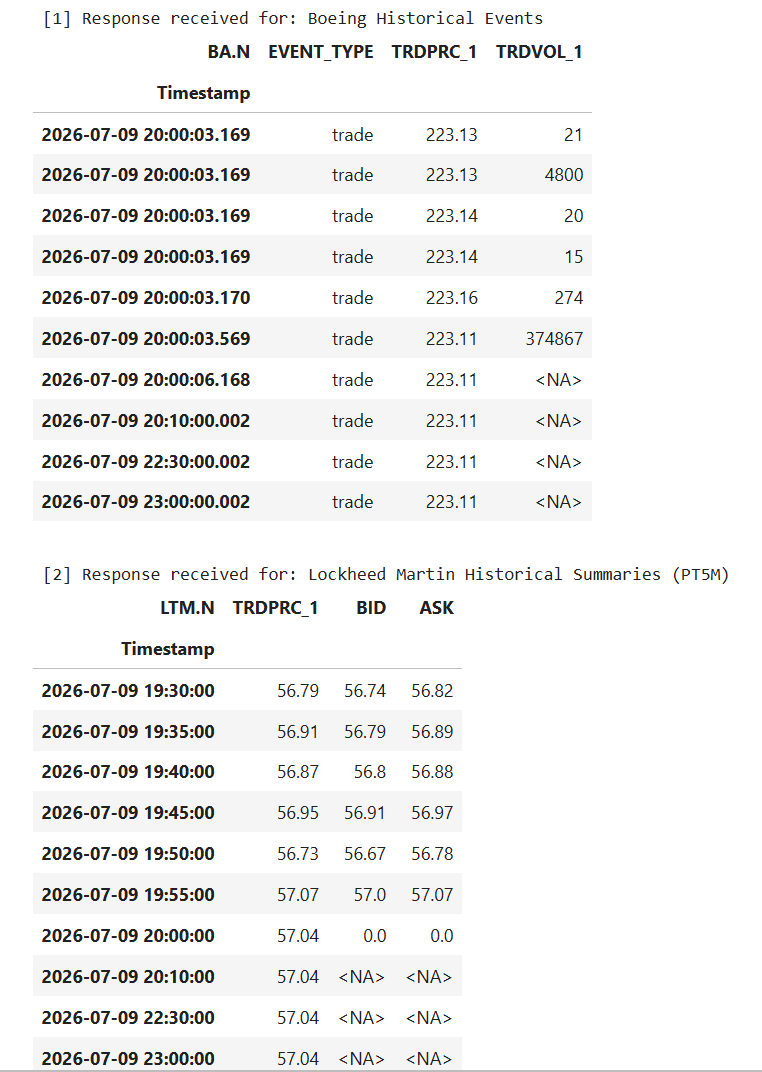 [1] Response received for: Boeing Historical Events
BA.N EVENT_TYPE TRDPRC_1 TRDVOL_1
Timestamp
2026-07-09 20:00:03.169 trade 223.13 21
2026-07-09 20:00:03.169 trade 223.13 4800
2026-07-09 20:00:03.169 trade 223.14 20
2026-07-09 20:00:03.169 trade 223.14 15
2026-07-09 20:00:03.170 trade 223.16 274
2026-07-09 20:00:03.569 trade 223.11 374867
2026-07-09 20:00:06.168 trade 223.11 <NA>
2026-07-09 20:10:00.002 trade 223.11 <NA>
2026-07-09 22:30:00.002 trade 223.11 <NA>
2026-07-09 23:00:00.002 trade 223.11 <NA>
[2] Response received for: Lockheed Martin Historical Summaries (PT5M)
LTM.N TRDPRC_1 BID ASK
Timestamp
2026-07-09 19:30:00 56.79 56.74 56.82
2026-07-09 19:35:00 56.91 56.79 56.89
2026-07-09 19:40:00 56.87 56.8 56.88
2026-07-09 19:45:00 56.95 56.91 56.97
2026-07-09 19:50:00 56.73 56.67 56.78
2026-07-09 19:55:00 57.07 57.0 57.07
2026-07-09 20:00:00 57.04 0.0 0.0
2026-07-09 20:10:00 57.04 <NA> <NA>
2026-07-09 22:30:00 57.04 <NA> <NA>
2026-07-09 23:00:00 57.04 <NA> <NA>